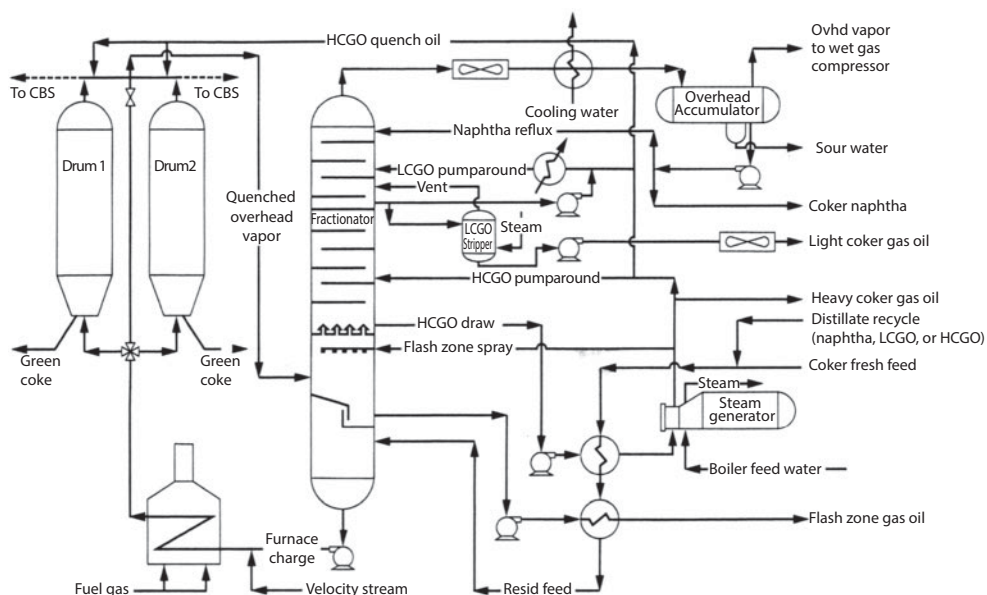 HCGO quench oil
Ovhd vapor
to wet gas
compressor
To CBS
To CBS
Cooling water
Overhead
Accumulator
Naphtha reflux
Sour water
Drum 1
Drum2
LCGO pumparound
Vent
Quenched
overhead
vapor
Fractionator
LCGO
Stripper
Steam
Coker naphtha
Light coker gas oil
HCGO pumparound
Heavy coker gas oil
HCGO draw
Distillate recycle
(naphtha, LCGO, or HCGO)
Flash zone spray
Green
coke
Green
coke
Coker fresh feed
Steam
Steam
generator
Boiler feed water
Flash zone gas oil
Furnace
charge
Fuel gas
Velocity stream
Resid feed